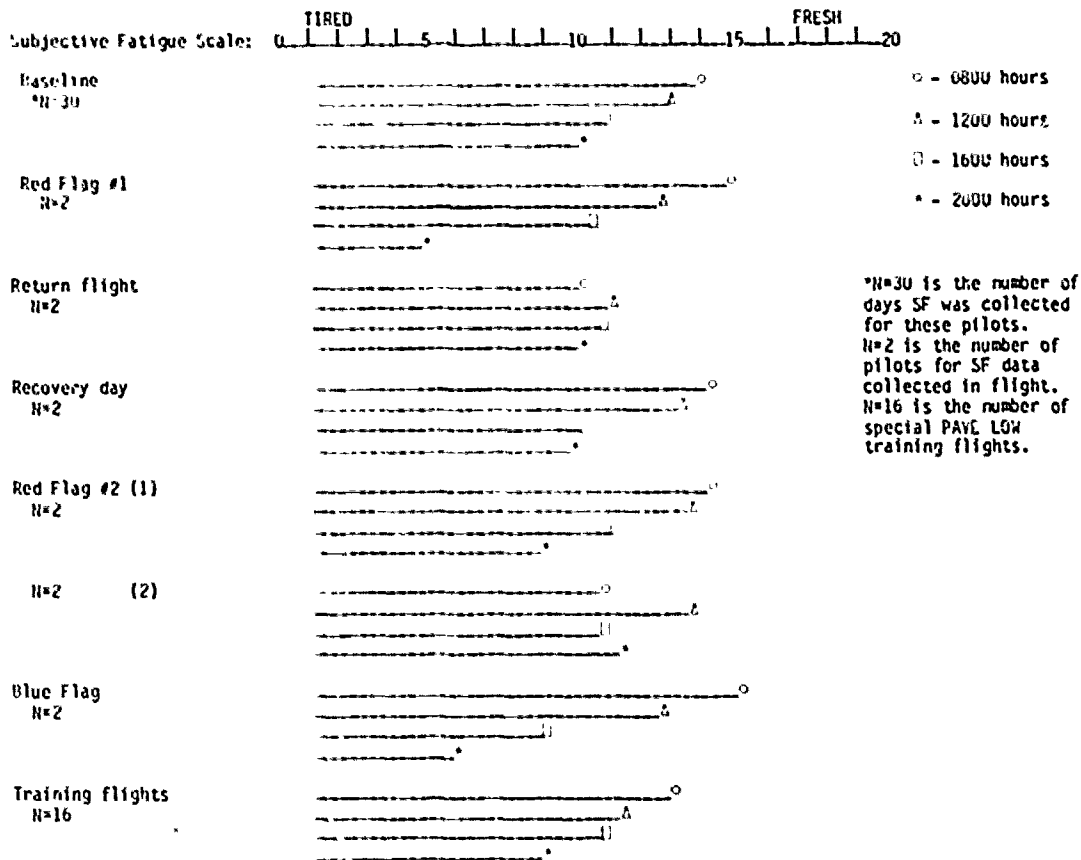 TIRED FRESH
Subjective Fatigue Scale: 0 5 10 15 20
Baseline
*N=30
o - 0800 hours
Δ - 1200 hours
▯ - 1600 hours
* - 2000 hours
Red Flag #1
N=2
Return flight
N=2
*N=30 is the number of
days SF was collected
for these pilots.
N=2 is the number of
pilots for SF data
collected in flight.
N=16 is the number of
special PAVE LOW
training flights.
Recovery day
N=2
Red Flag #2 (1)
N=2
N=2 (2)
Blue Flag
N=2
Training flights
N=16